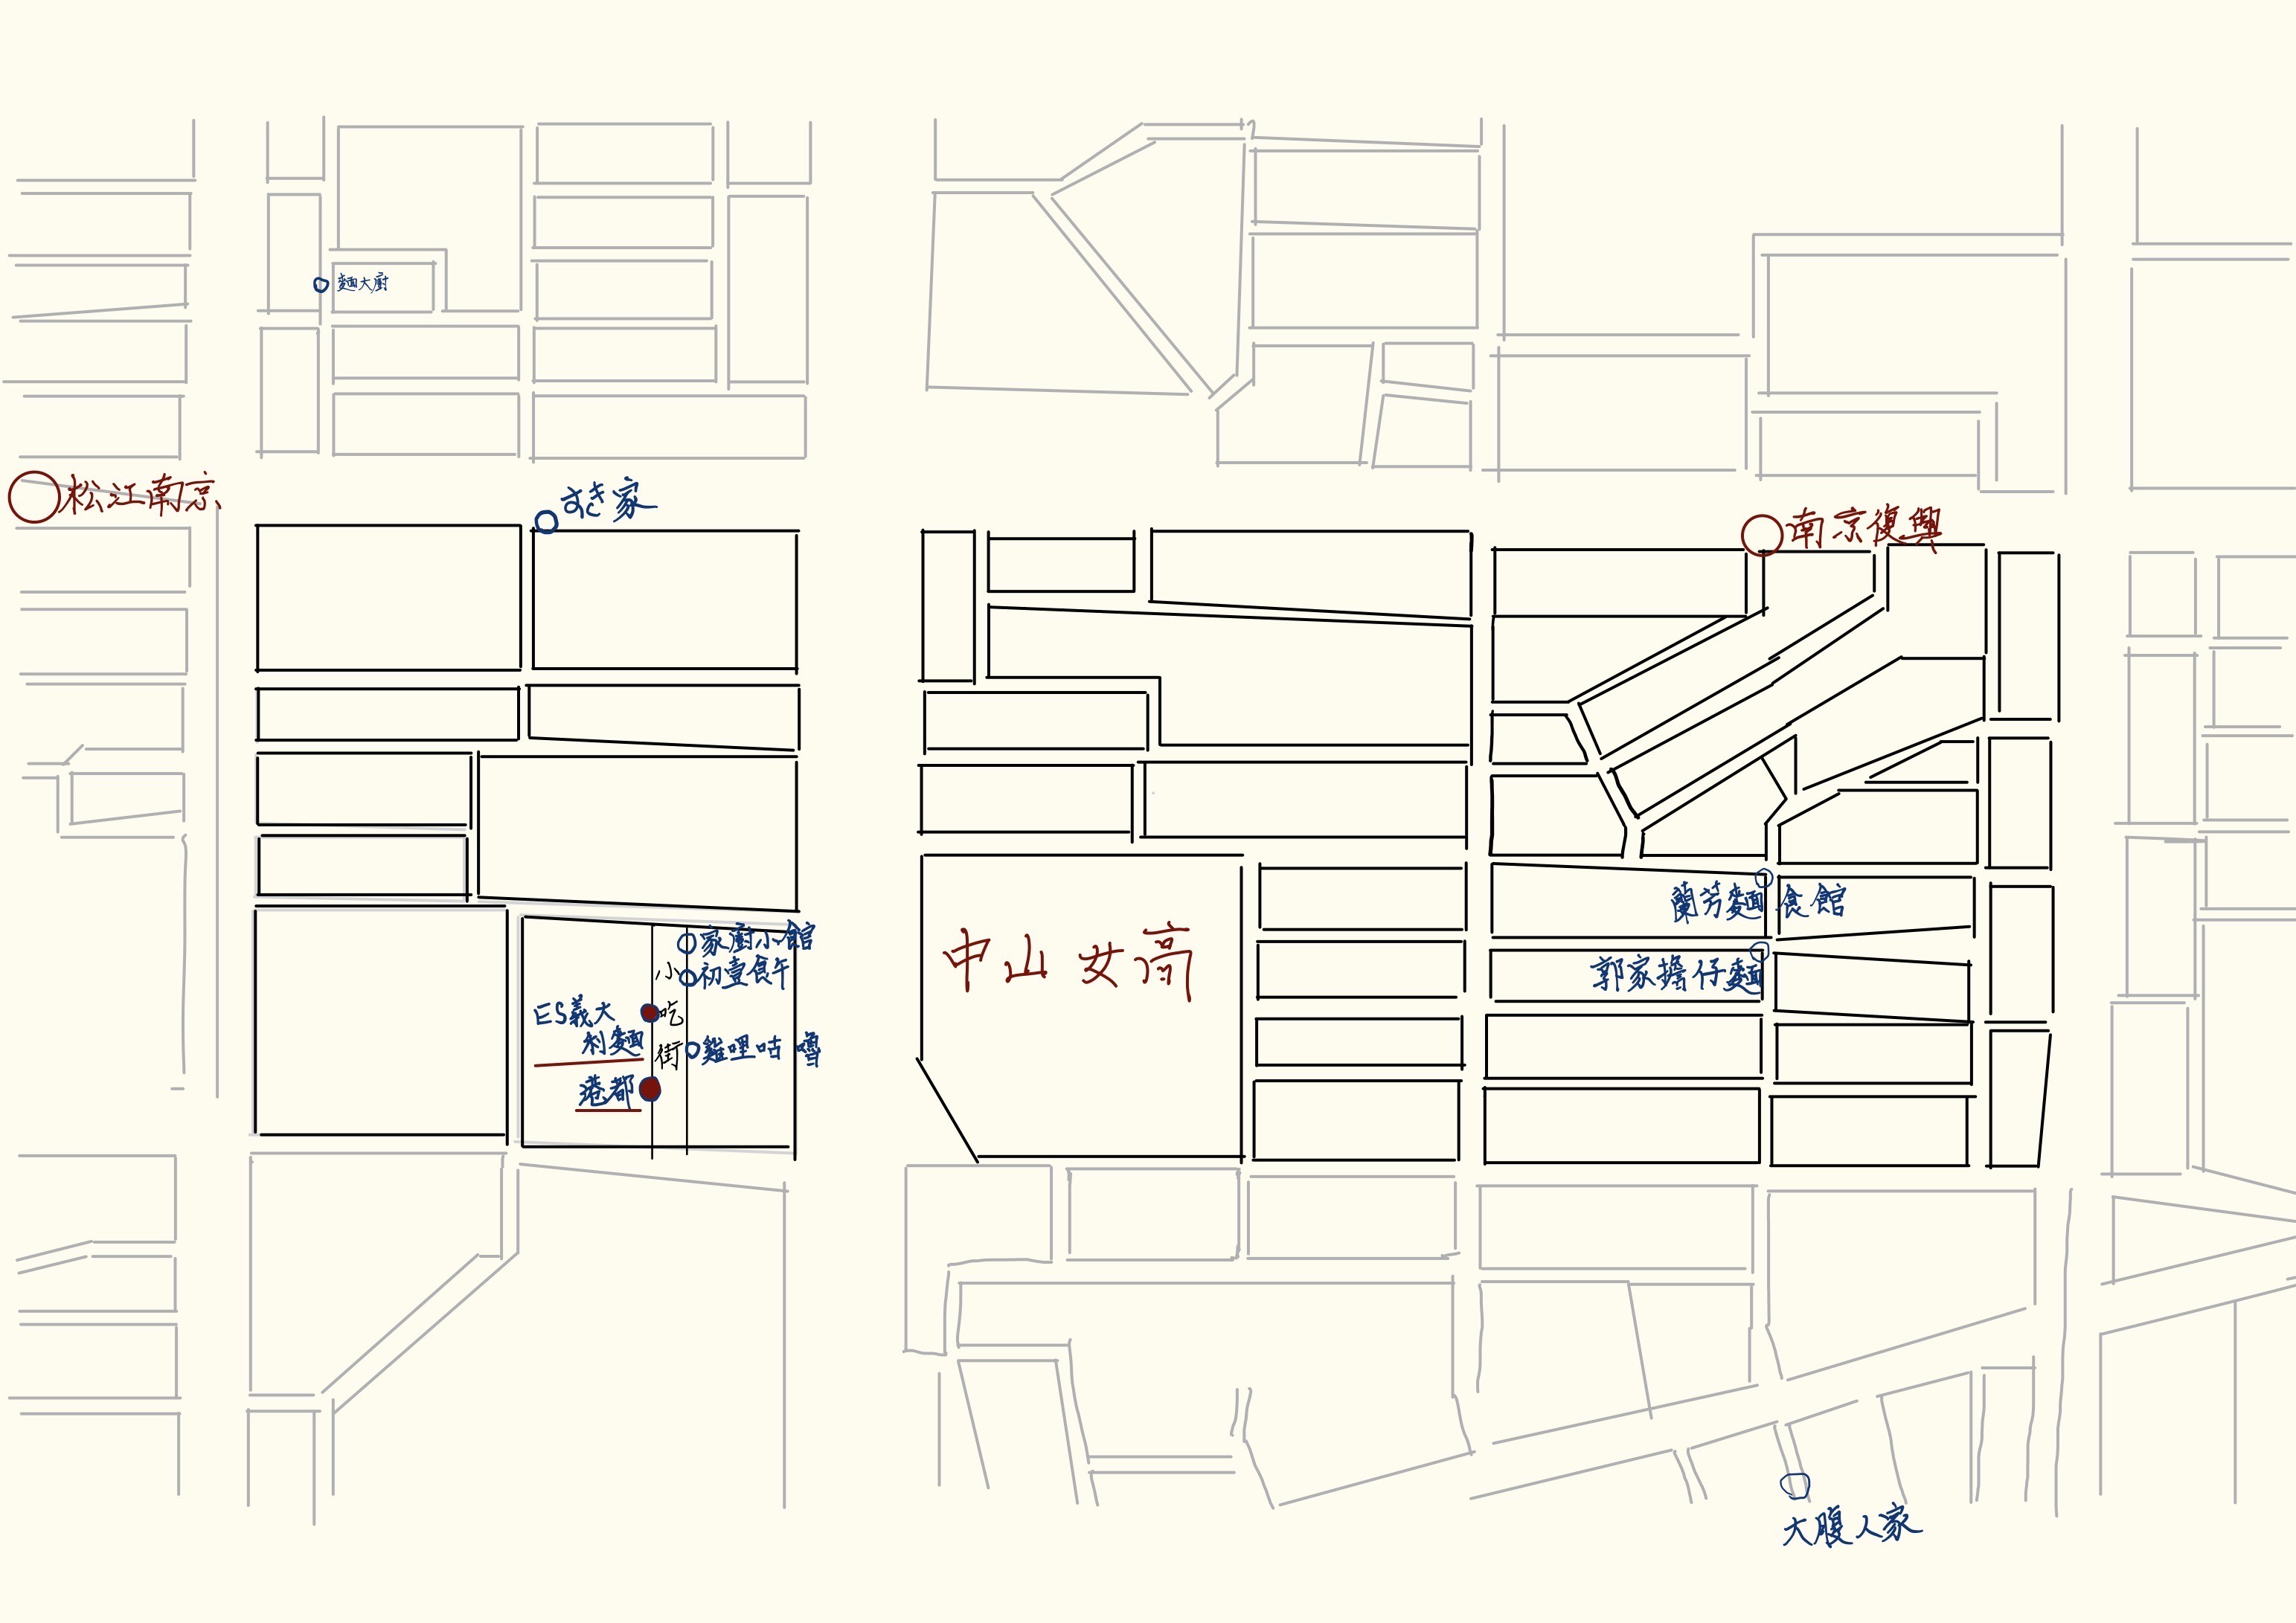 麵大廚
松江南京
すき家
南京復興
蘭芳麵食館
家廚小館
中山女高
初壹食午
郭家擔仔麵
小吃街
ES義大
利麵
雞哩咕嚕
港都
大腹人家